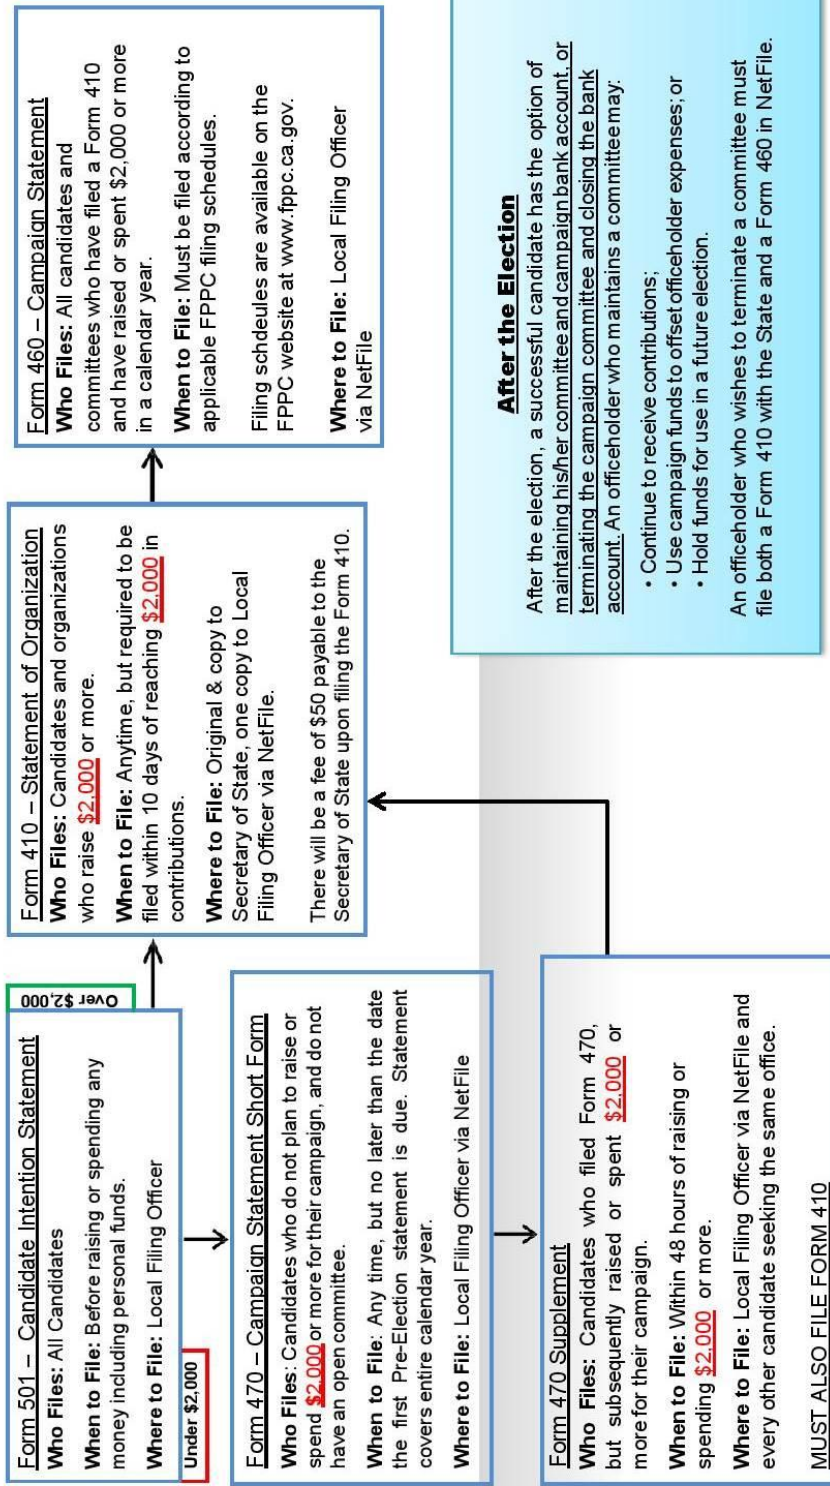 Form 501 – Candidate Intention Statement
Who Files: All Candidates
When to File: Before raising or spending any
money including personal funds.
Where to File: Local Filing Officer
Over $2,000
Under $2,000
Form 410 – Statement of Organization
Who Files: Candidates and organizations
who raise $2,000 or more.
When to File: Anytime, but required to be
filed within 10 days of reaching $2,000 in
contributions.
Where to File: Original & copy to
Secretary of State, one copy to Local
Filing Officer via NetFile.
There will be a fee of $50 payable to the
Secretary of State upon filing the Form 410.
Form 460 – Campaign Statement
Who Files: All candidates and
committees who have filed a Form 410
and have raised or spent $2,000 or more
in a calendar year.
When to File: Must be filed according to
applicable FPPC filing schedules.
Filing schdeules are available on the
FPPC website at www.fppc.ca.gov.
Where to File: Local Filing Officer
via NetFile
Form 470 – Campaign Statement Short Form
Who Files: Candidates who do not plan to raise or
spend $2,000 or more for their campaign, and do not
have an open committee.
When to File: Any time, but no later than the date
the first Pre-Election statement is due. Statement
covers entire calendar year.
Where to File: Local Filing Officer via NetFile
Form 470 Supplement
Who Files: Candidates who filed Form 470,
but subsequently raised or spent $2,000 or
more for their campaign.
When to File: Within 48 hours of raising or
spending $2,000 or more.
Where to File: Local Filing Officer via NetFile and
every other candidate seeking the same office.
MUST ALSO FILE FORM 410
After the Election
After the election, a successful candidate has the option of
maintaining his/her committee and campaign bank account, or
terminating the campaign committee and closing the bank
account. An officeholder who maintains a committee may:
• Continue to receive contributions;
• Use campaign funds to offset officeholder expenses; or
• Hold funds for use in a future election.
An officeholder who wishes to terminate a committee must
file both a Form 410 with the State and a Form 460 in NetFile.